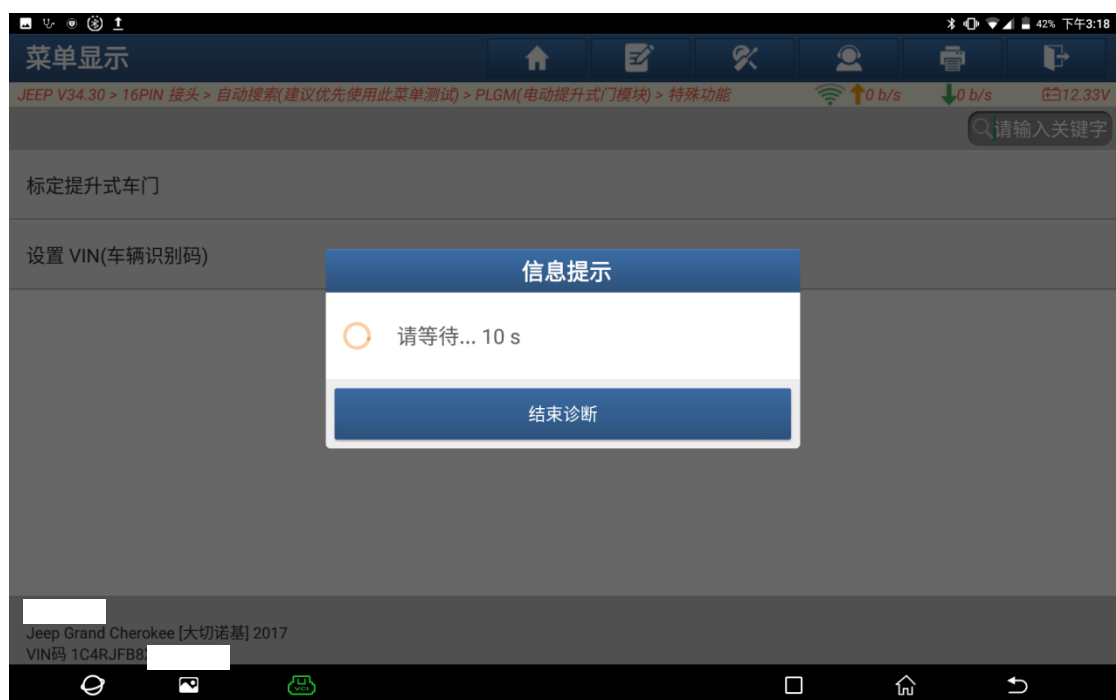 42% 下午3:18
菜单显示
JEEP V34.30 > 16PIN 接头 > 自动搜索(建议优先使用此菜单测试) > PLGM(电动提升式门模块) > 特殊功能 0 b/s 0 b/s 12.33V
请输入关键字
标定提升式车门
设置 VIN(车辆识别码)
信息提示
请等待... 10 s
结束诊断
Jeep Grand Cherokee [大切诺基] 2017
VIN码 1C4RJFB8
VCI